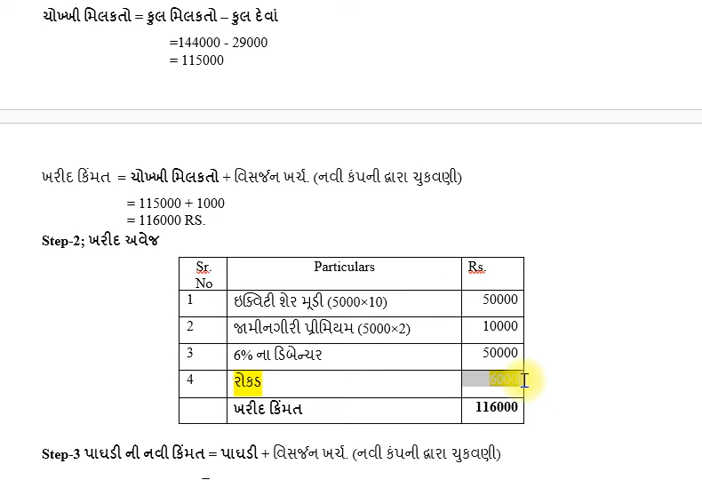 ચોખ્ખી મિલકતો = કુલ મિલકતો – કુલ દેવાં
=144000 - 29000
= 115000
ખરીદ કિંમત = ચોખ્ખી મિલકતો + વિસર્જન ખર્ચ. (નવી કંપની દ્વારા ચુકવણી)
= 115000 + 1000
= 116000 RS.
Step-2; ખરીદ અવેજ
Sr. No Particulars Rs.
1 ઇક્વિટી શેર મૂડી (5000×10) 50000
2 જામીનગીરી પ્રીમિયમ (5000×2) 10000
3 6% ના ડિબેન્ચર 50000
4 રોકડ 6000
ખરીદ કિંમત 116000
Step-3 પાઘડી ની નવી કિંમત = પાઘડી + વિસર્જન ખર્ચ. (નવી કંપની દ્વારા ચુકવણી)
=